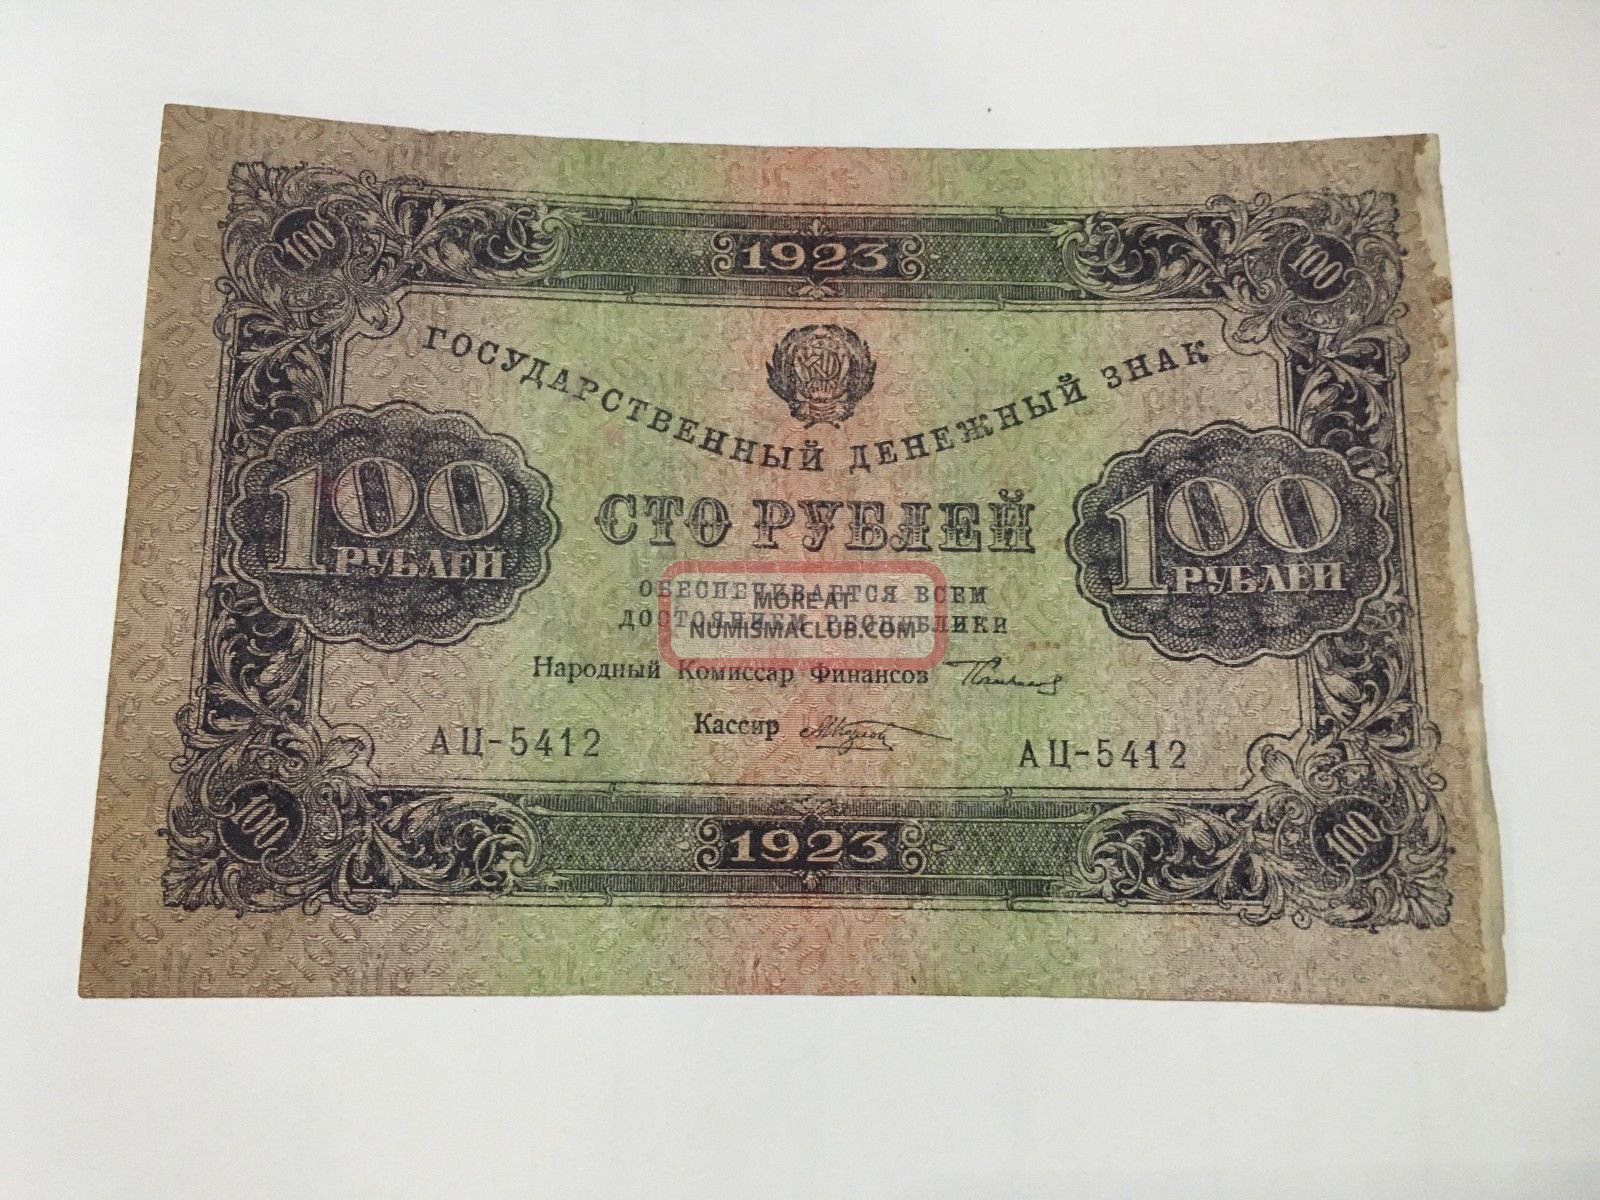 100 1923 100
ГОСУДАРСТВЕННЫЙ ДЕНЕЖНЫЙ ЗНАК
100 РУБЛЕЙ
СТО РУБЛЕЙ
100 РУБЛЕЙ
ОБЕСПЕЧИВАЕТСЯ ВСЕМ
ДОСТОЯНИЕМ РЕСПУБЛИКИ
MORE AT
NUMISMACLUB.COM
Народный Комиссар Финансов
Кассир
АЦ-5412 АЦ-5412
100 1923 100